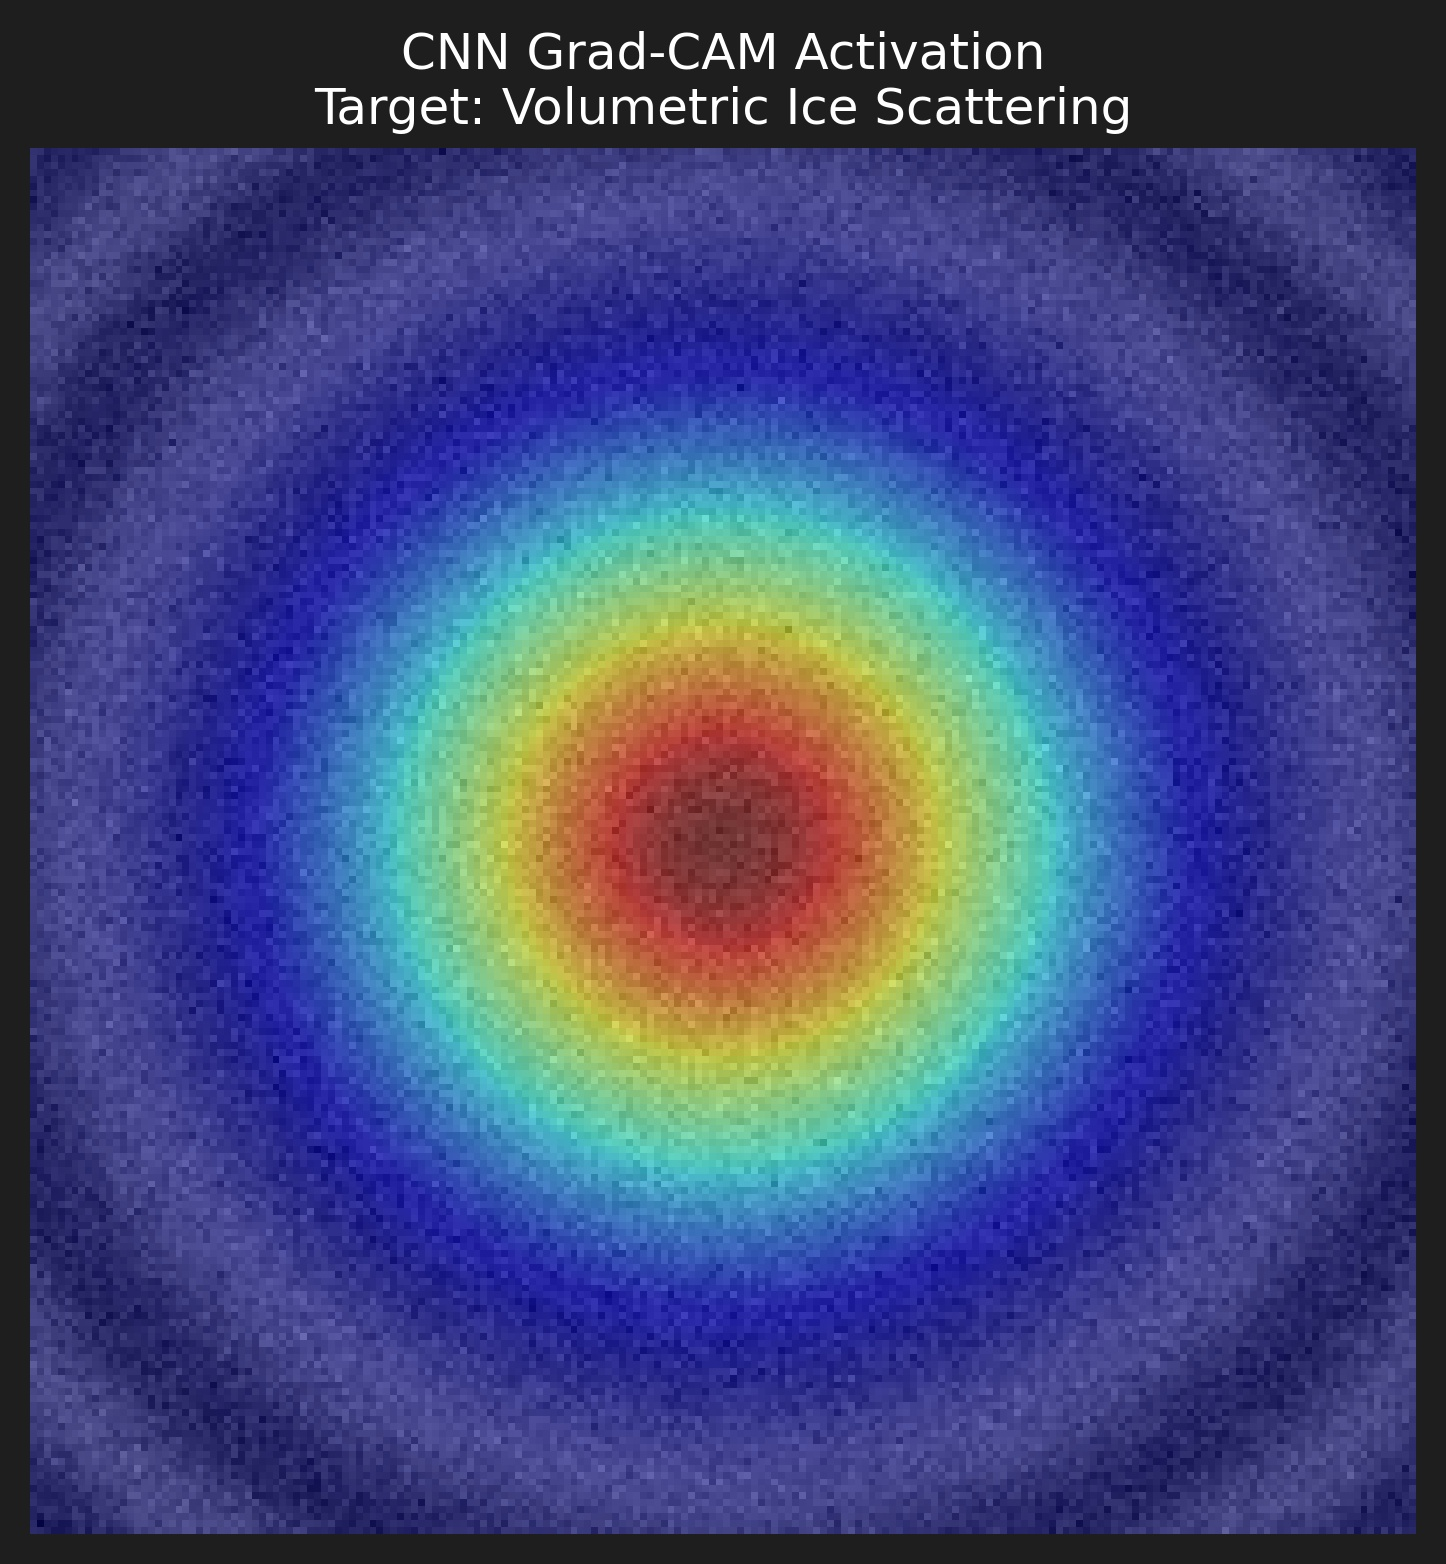 CNN Grad-CAM Activation
Target: Volumetric Ice Scattering